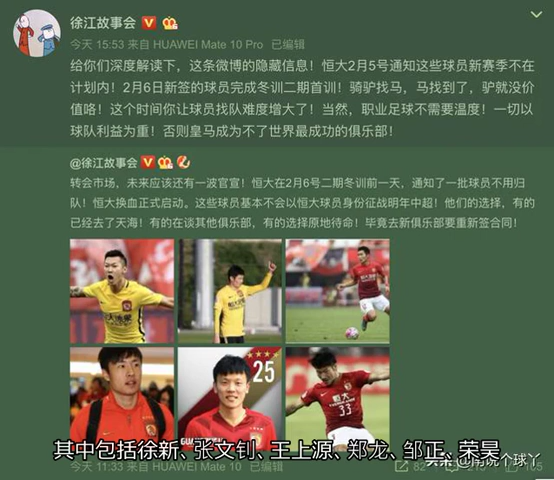 徐江故事会
今天 15:53 来自 HUAWEI Mate 10 Pro 已编辑
给你们深度解读下，这条微博的隐藏信息！恒大2月5号通知这些球员新赛季不在
计划内！2月6日新签的球员完成冬训二期首训！骑驴找马，马找到了，驴就没价
值咯！这个时间你让球员找队难度增大了！当然，职业足球不需要温度！一切以
球队利益为重！否则皇马成为不了世界最成功的俱乐部！
@徐江故事会
转会市场，未来应该还有一波官宣！恒大在2月6号二期冬训前一天，通知了一批球员不用归
队！恒大换血正式启动。这些球员基本不会以恒大球员身份征战明年中超！他们的选择，有的
已经去了天海！有的在谈其他俱乐部，有的选择原地待命！毕竟去新俱乐部要重新签合同！
恒大
33
25
其中包括徐新、张文钊、王上源、郑龙、邹正、荣昊
今天 11:33 来自 HUAWEI Mate 10 Pro 已编辑
82
215
105
头条 @南说个球丫